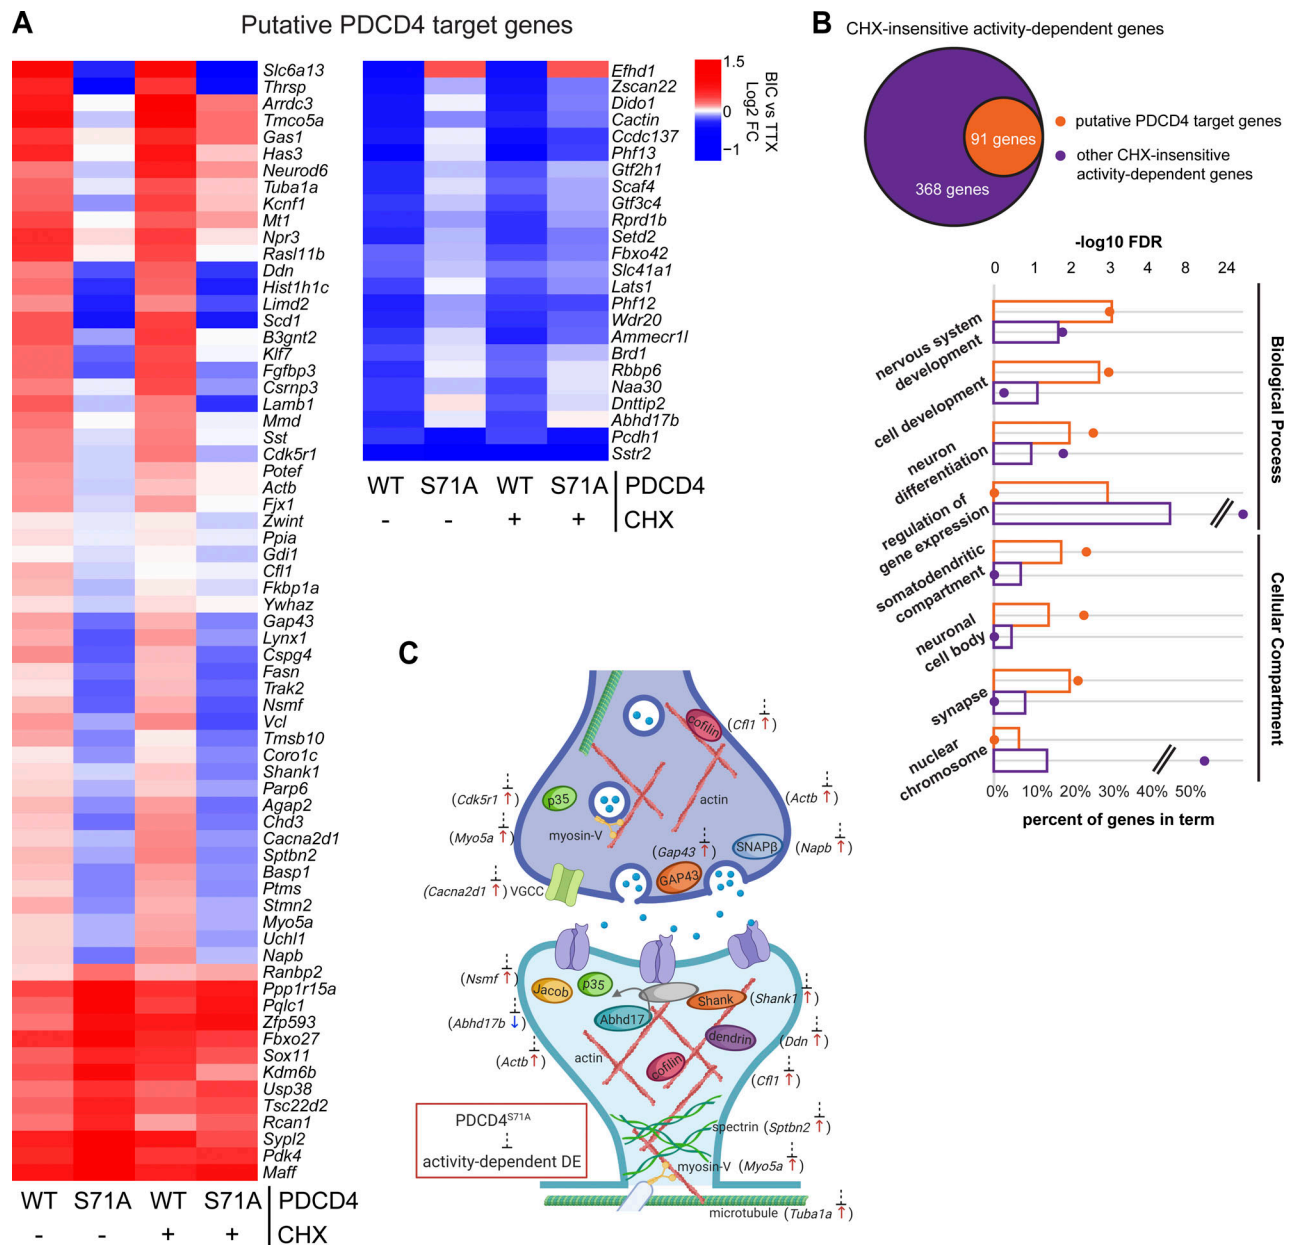 A
Putative PDCD4 target genes
Slc6a13
Thrsp
Arrdc3
Tmco5a
Gas1
Has3
Neurod6
Tuba1a
Kcnf1
Mt1
Npr3
Rasl11b
Ddn
Hist1h1c
Limd2
Scd1
B3gnt2
Klf7
Fgfbp3
Csrnp3
Lamb1
Mmd
Sst
Cdk5r1
Potef
Actb
Fjx1
Zwint
Ppia
Gdi1
Cfl1
Fkbp1a
Ywhaz
Gap43
Lynx1
Cspg4
Fasn
Trak2
Nsmf
Vcl
Tmsb10
Coro1c
Shank1
Parp6
Agap2
Chd3
Cacna2d1
Sptbn2
Basp1
Ptms
Stmn2
Myo5a
Uchl1
Napb
Ranbp2
Ppp1r15a
Pqlc1
Zfp593
Fbxo27
Sox11
Kdm6b
Usp38
Tsc22d2
Rcan1
Sypl2
Pdk4
Maff
WT S71A WT S71A PDCD4
- - + + CHX
Efhd1
Zscan22
Dido1
Cactin
Ccdc137
Phf13
Gtf2h1
Scaf4
Gtf3c4
Rprd1b
Setd2
Fbxo42
Slc41a1
Lats1
Phf12
Wdr20
Ammecr1l
Brd1
Rbbp6
Naa30
Dnttip2
Abhd17b
Pcdh1
Sstr2
WT S71A WT S71A PDCD4
- - + + CHX
1.5
0
−1
BIC vs TTX
Log2 FC
B
CHX-insensitive activity-dependent genes
91 genes
368 genes
putative PDCD4 target genes
other CHX-insensitive
activity-dependent genes
-log10 FDR
0 1 2 3 4 8 24
nervous system
development
cell development
neuron
differentiation
regulation of
gene expression
somatodendritic
compartment
neuronal
cell body
synapse
nuclear
chromosome
Biological Process
Cellular Compartment
0% 10% 20% 30% 40% 50%
percent of genes in term
C
cofilin
(Cfl1 ↑)
(Cdk5r1 ↑)
p35
actin
(Actb ↑)
(Myo5a ↑)
myosin-V
(Gap43 ↑)
SNAPβ
(Napb ↑)
(Cacna2d1 ↑) VGCC
GAP43
(Nsmf ↑)
Jacob
p35
Shank
(Shank1 ↑)
(Abhd17b ↓)
Abhd17
dendrin
(Ddn ↑)
(Actb ↑)
actin
cofilin
(Cfl1 ↑)
PDCD4S71A
activity-dependent DE
spectrin (Sptbn2 ↑)
myosin-V (Myo5a ↑)
microtubule (Tuba1a ↑)